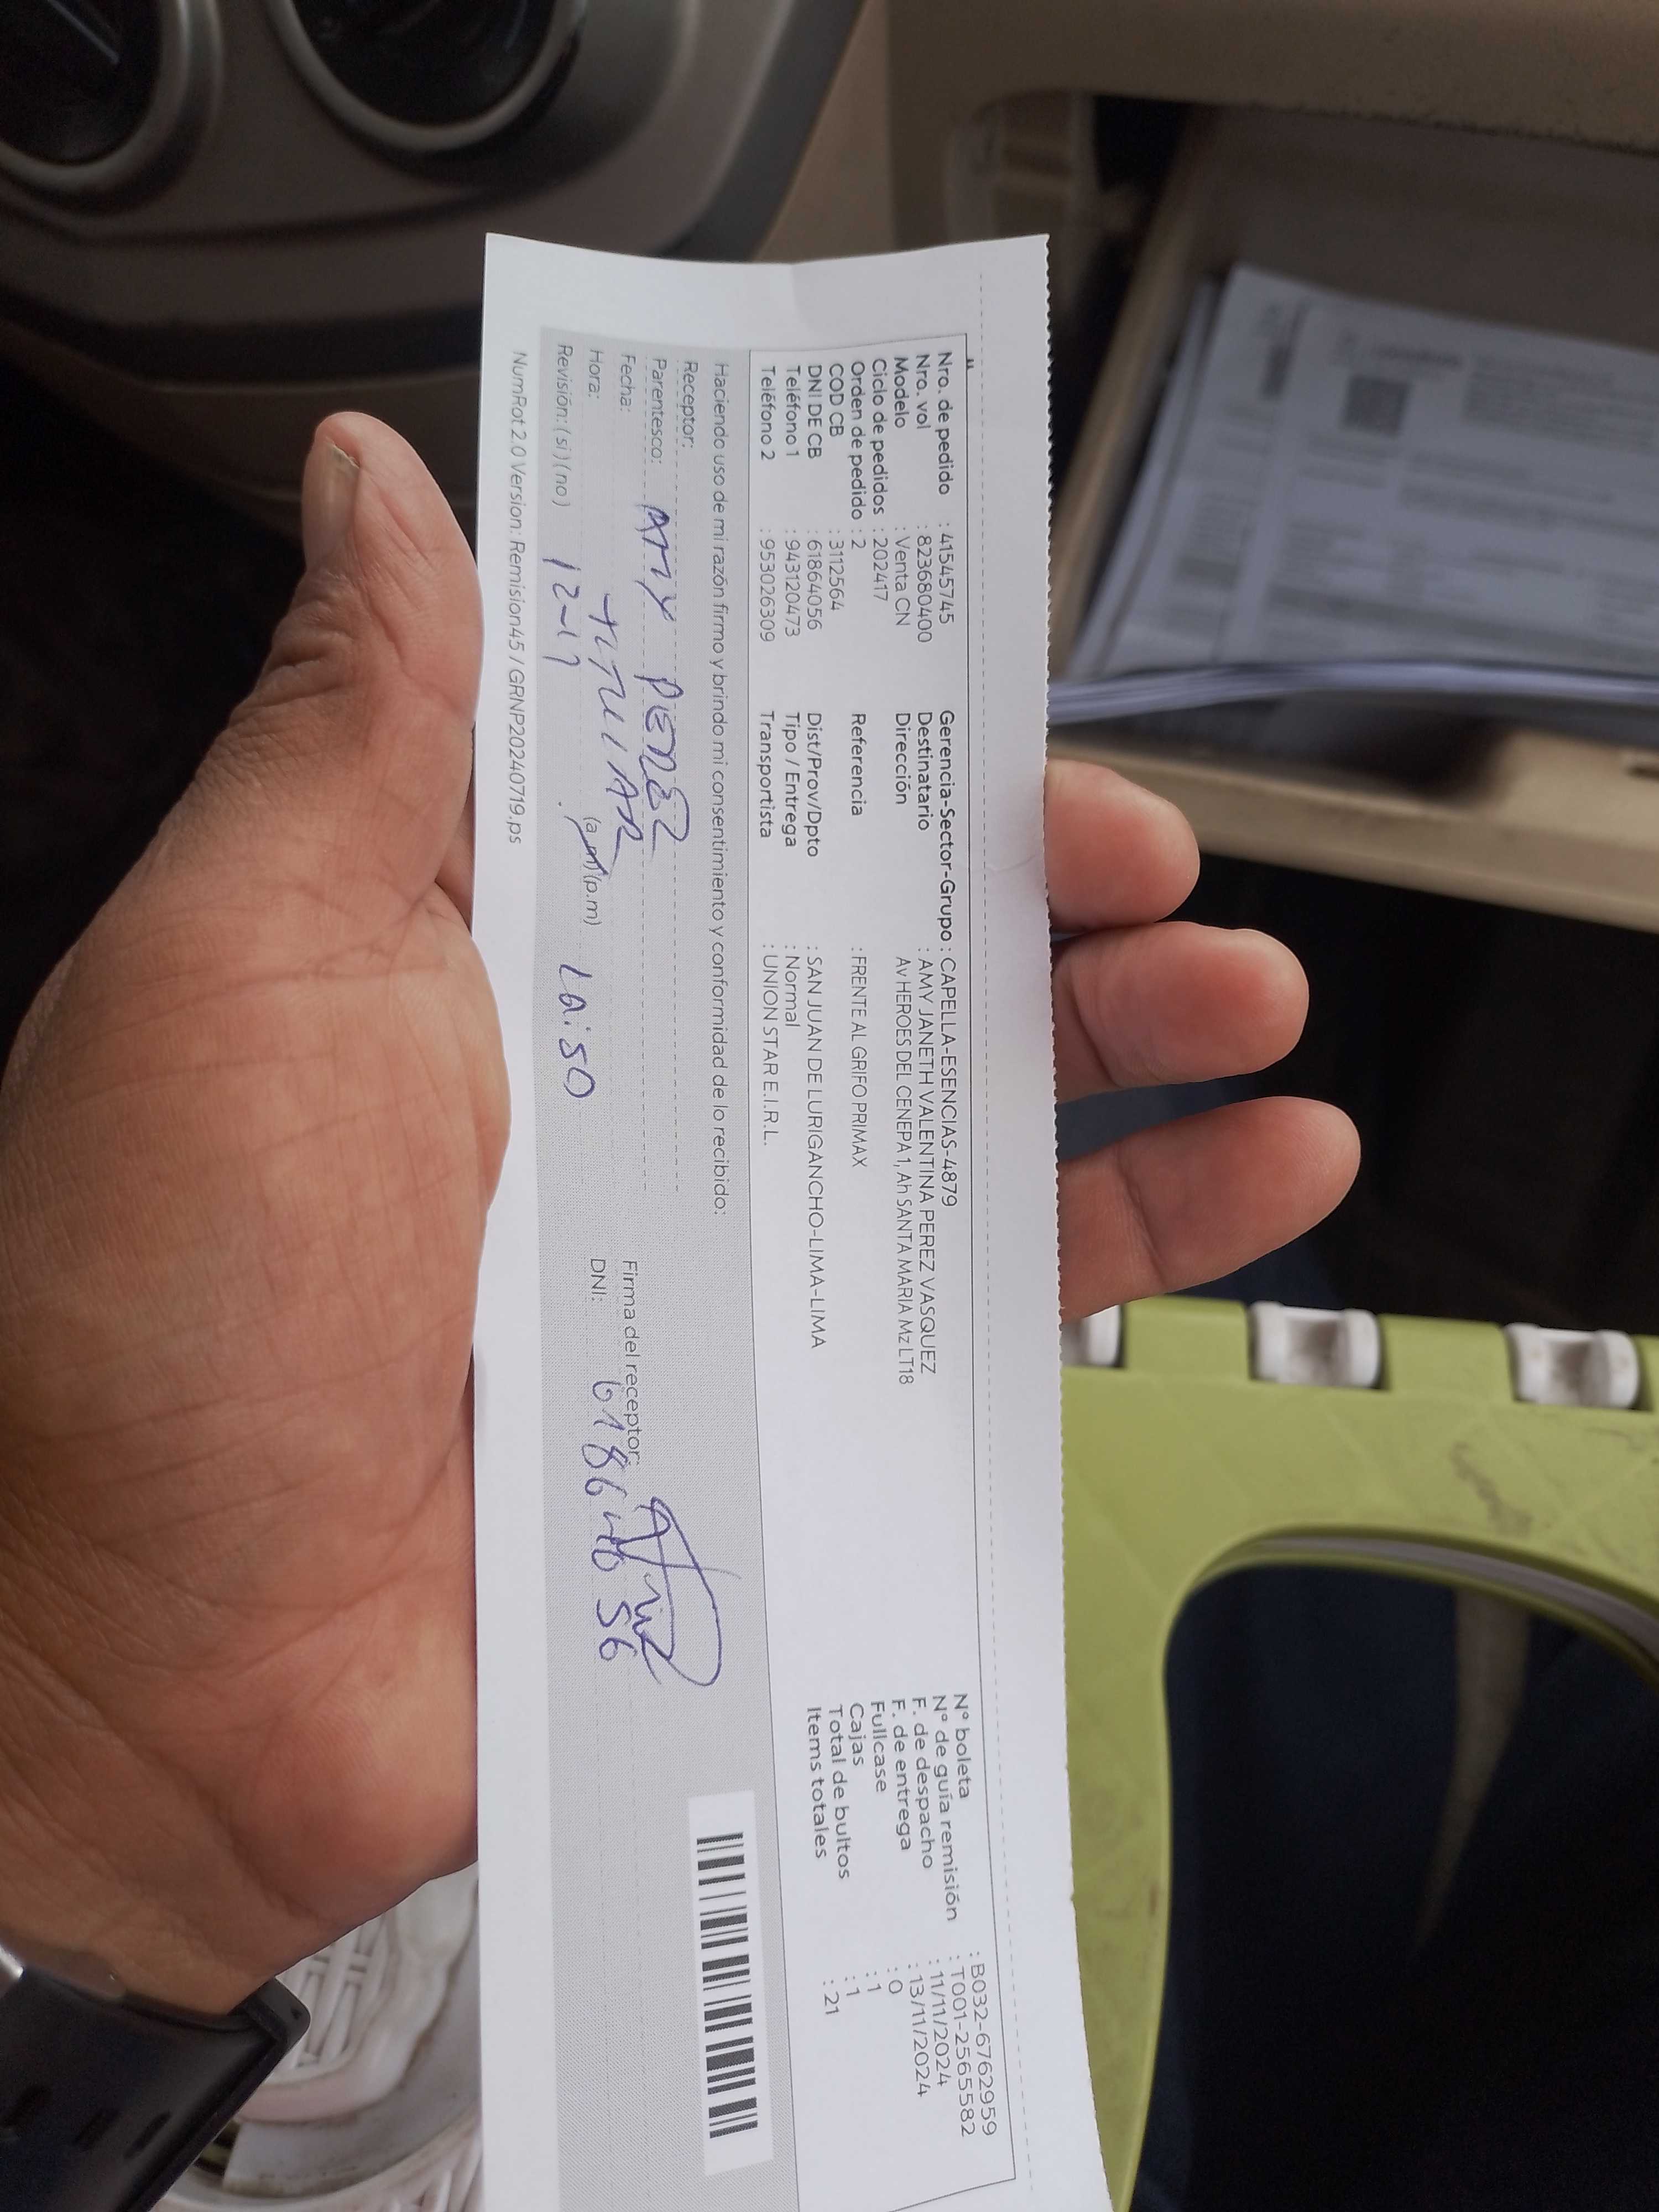 Nro. de pedido : 41545745
Nro. vol : 823680400
Modelo : Venta CN
Ciclo de pedidos : 202417
Orden de pedido : 2
COD CB : 3112564
DNI DE CB : 61864056
Teléfono 1 : 943120473
Teléfono 2 : 953026309
Gerencia-Sector-Grupo : CAPELLA-ESENCIAS-4879
Destinatario : AMY JANETH VALENTINA PEREZ VASQUEZ
Dirección Av HEROES DEL CENEPA 1, Ah SANTA MARIA Mz LT18
Referencia : FRENTE AL GRIFO PRIMAX
Dist/Prov/Dpto : SAN JUAN DE LURIGANCHO-LIMA-LIMA
Tipo / Entrega : Normal
Transportista : UNION STAR E.I.R.L.
N° boleta : B032-6762959
N° de guía remisión : T001-2565582
F. de despacho : 11/11/2024
F. de entrega : 13/11/2024
Fullcase : 0
Cajas : 1
Total de bultos : 1
Items totales : 21
Haciendo uso de mi razón firmo y brindo mi consentimiento y conformidad de lo recibido:
Receptor:
Parentesco: AMY PEREZ
Fecha: TITULAR
Hora: (a.m) (p.m)
Revisión: (si) (no) 12-11
Firma del receptor:
DNI: 61864056
NumRot 2.0 Version: Remision45 / GRNP20240719.ps